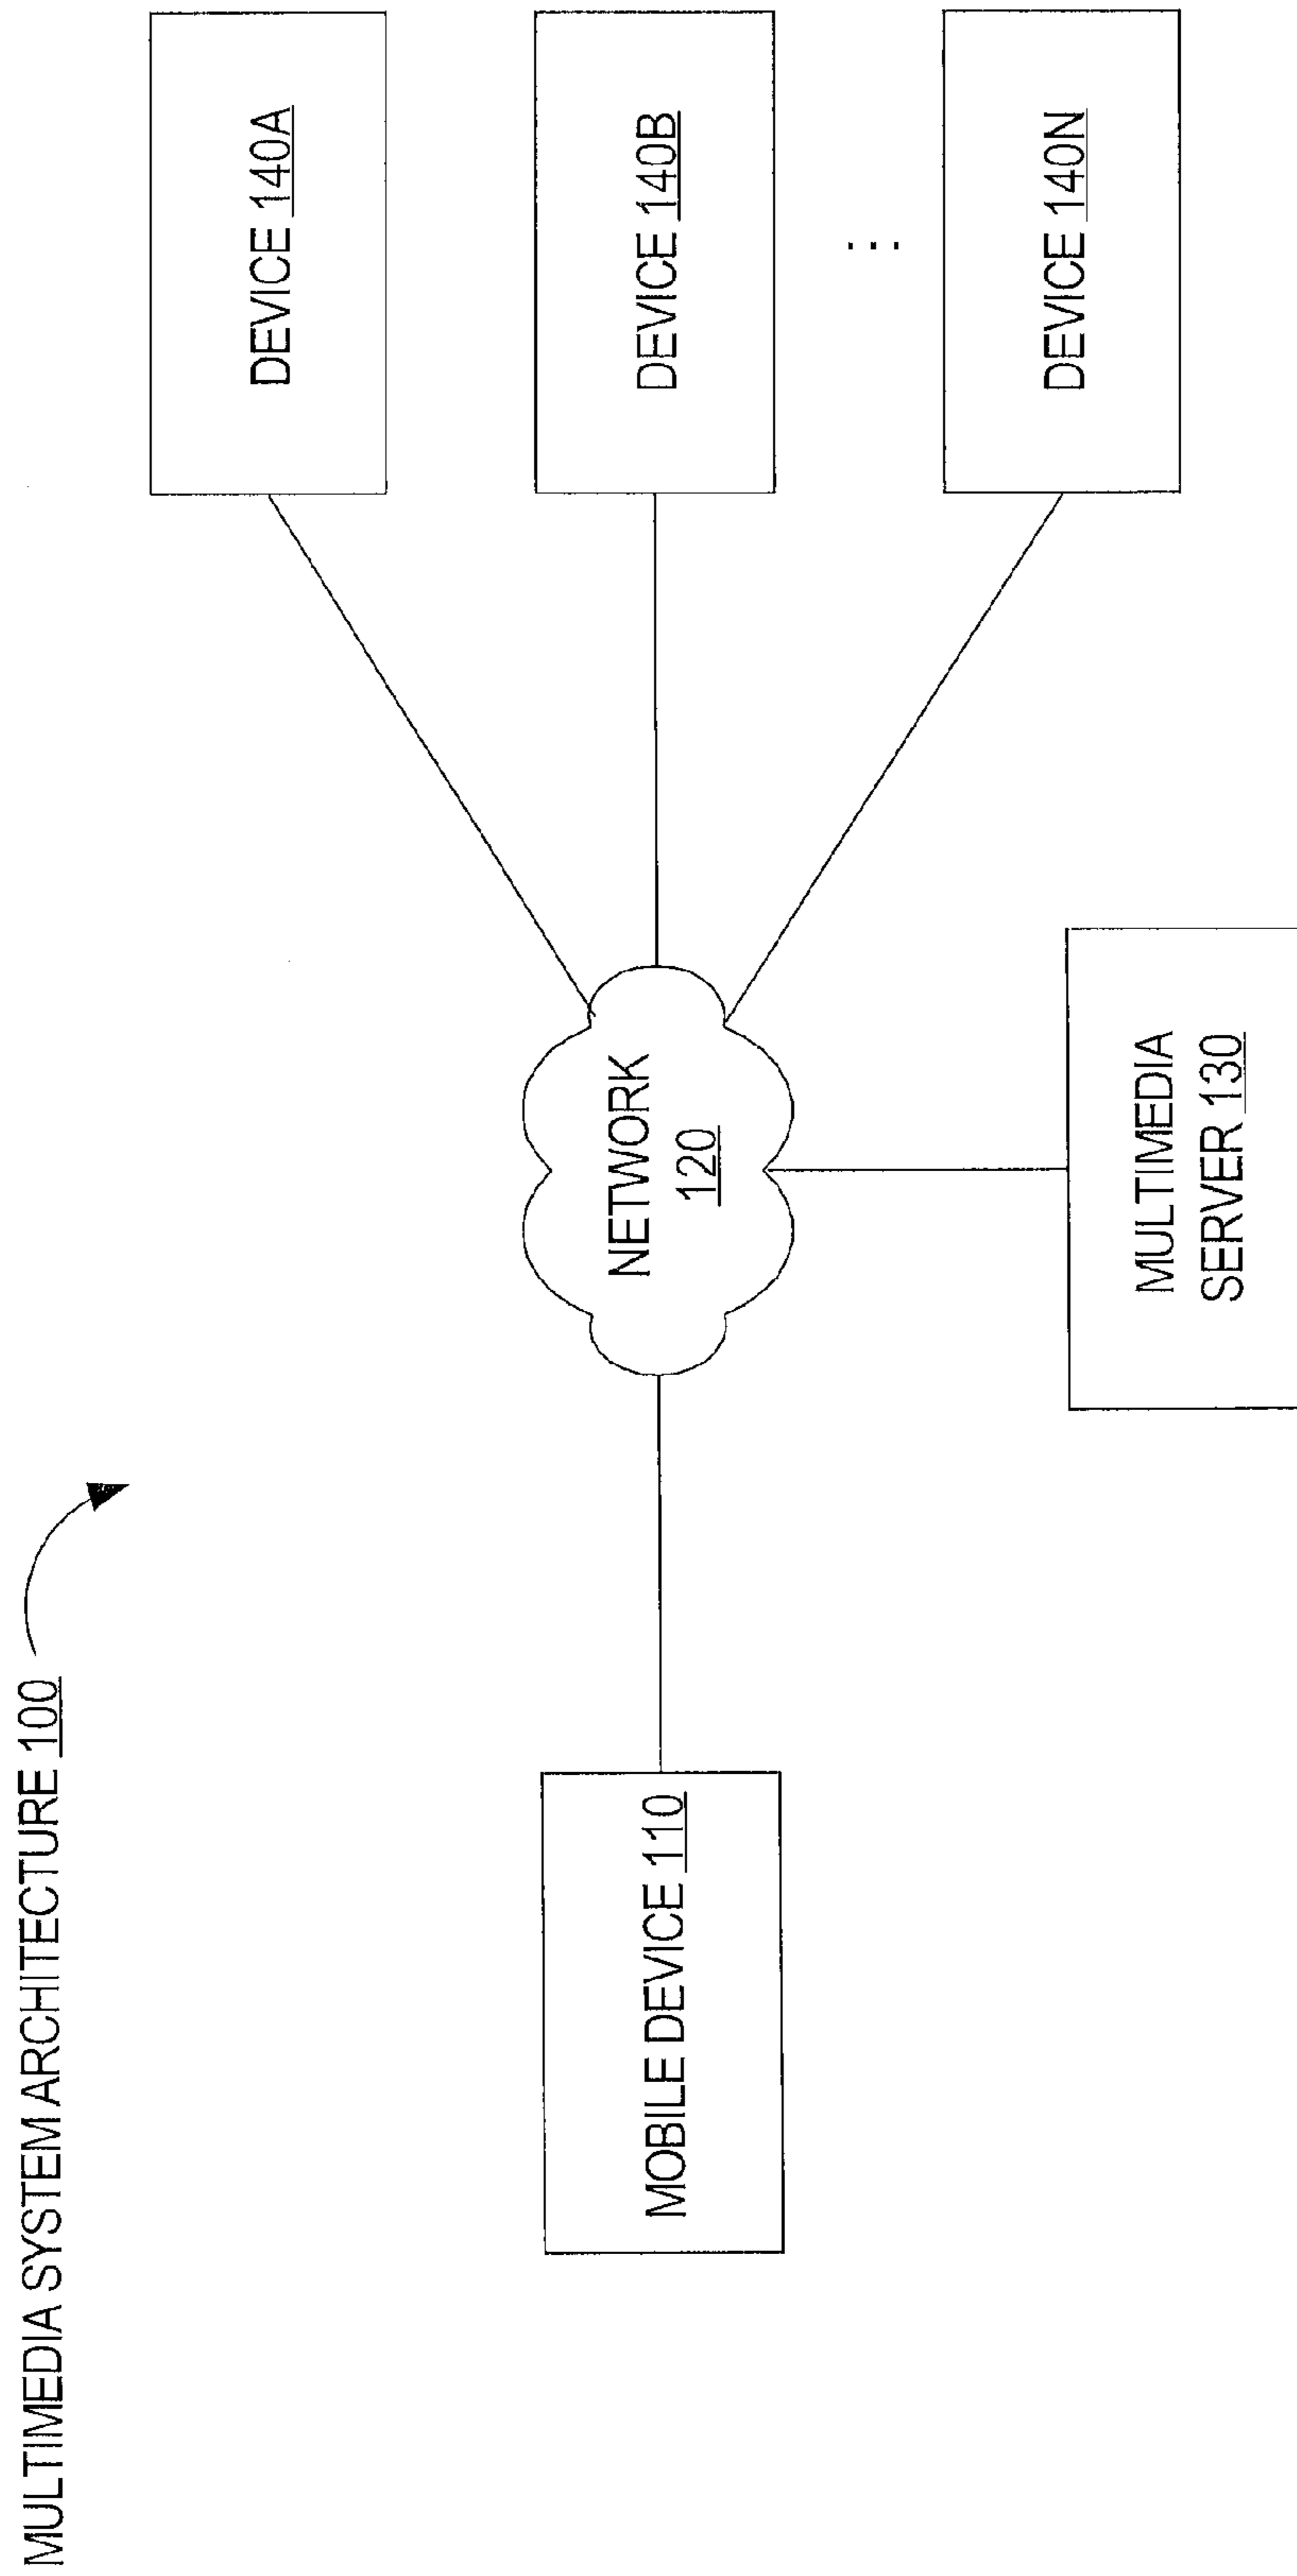 MULTIMEDIA SYSTEM ARCHITECTURE 100
DEVICE 140A
MOBILE DEVICE 110
NETWORK
120
DEVICE 140B
...
DEVICE 140N
MULTIMEDIA
SERVER 130